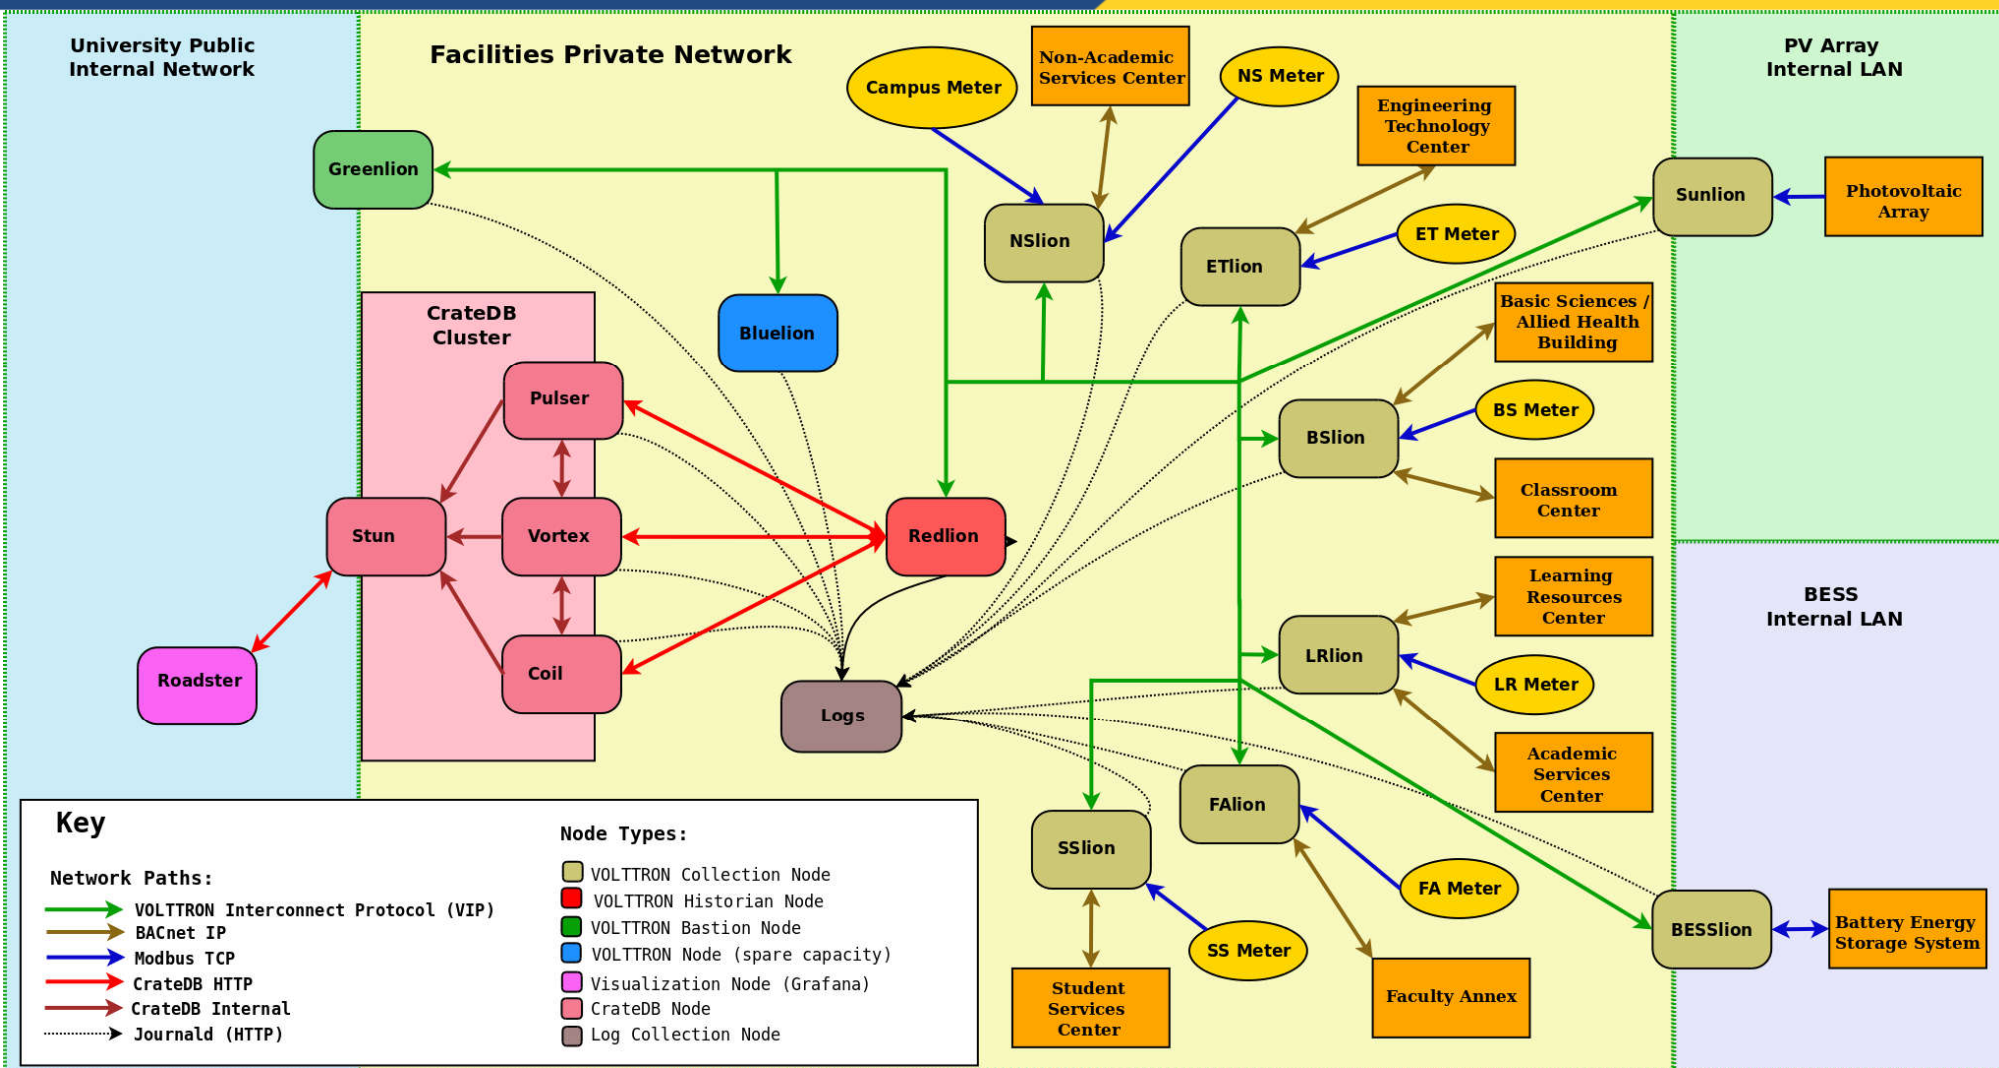 University Public
Internal Network
Facilities Private Network
PV Array
Internal LAN
Campus Meter
Non-Academic
Services Center
NS Meter
Engineering
Technology
Center
Greenlion
NSlion
ETlion
ET Meter
Sunlion
Photovoltaic
Array
CrateDB
Cluster
Bluelion
Basic Sciences /
Allied Health
Building
Pulser
BSlion
BS Meter
Classroom
Center
Stun
Vortex
Redlion
Learning
Resources
Center
BESS
Internal LAN
Roadster
Coil
Logs
LRlion
LR Meter
Academic
Services
Center
SSlion
FAlion
FA Meter
SS Meter
BESSlion
Battery Energy
Storage System
Student
Services
Center
Faculty Annex
Key
Network Paths:
VOLTTRON Interconnect Protocol (VIP)
BACnet IP
Modbus TCP
CrateDB HTTP
CrateDB Internal
Journald (HTTP)
Node Types:
VOLTTRON Collection Node
VOLTTRON Historian Node
VOLTTRON Bastion Node
VOLTTRON Node (spare capacity)
Visualization Node (Grafana)
CrateDB Node
Log Collection Node